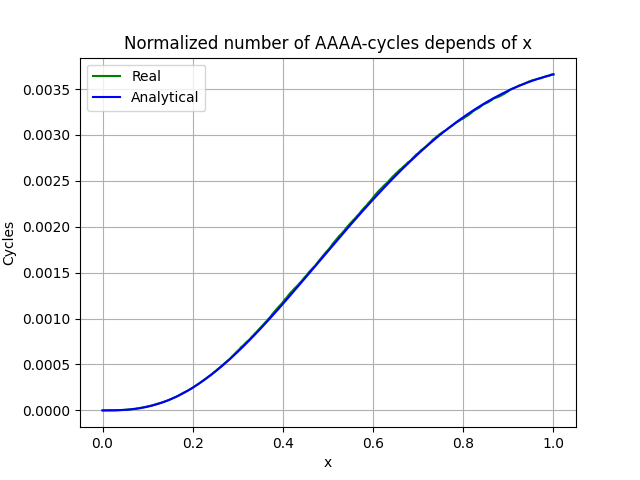 Normalized number of AAAA-cycles depends of x
Real
Analytical
0.0035
0.0030
0.0025
0.0020
0.0015
0.0010
0.0005
0.0000
Cycles
0.0 0.2 0.4 0.6 0.8 1.0
x